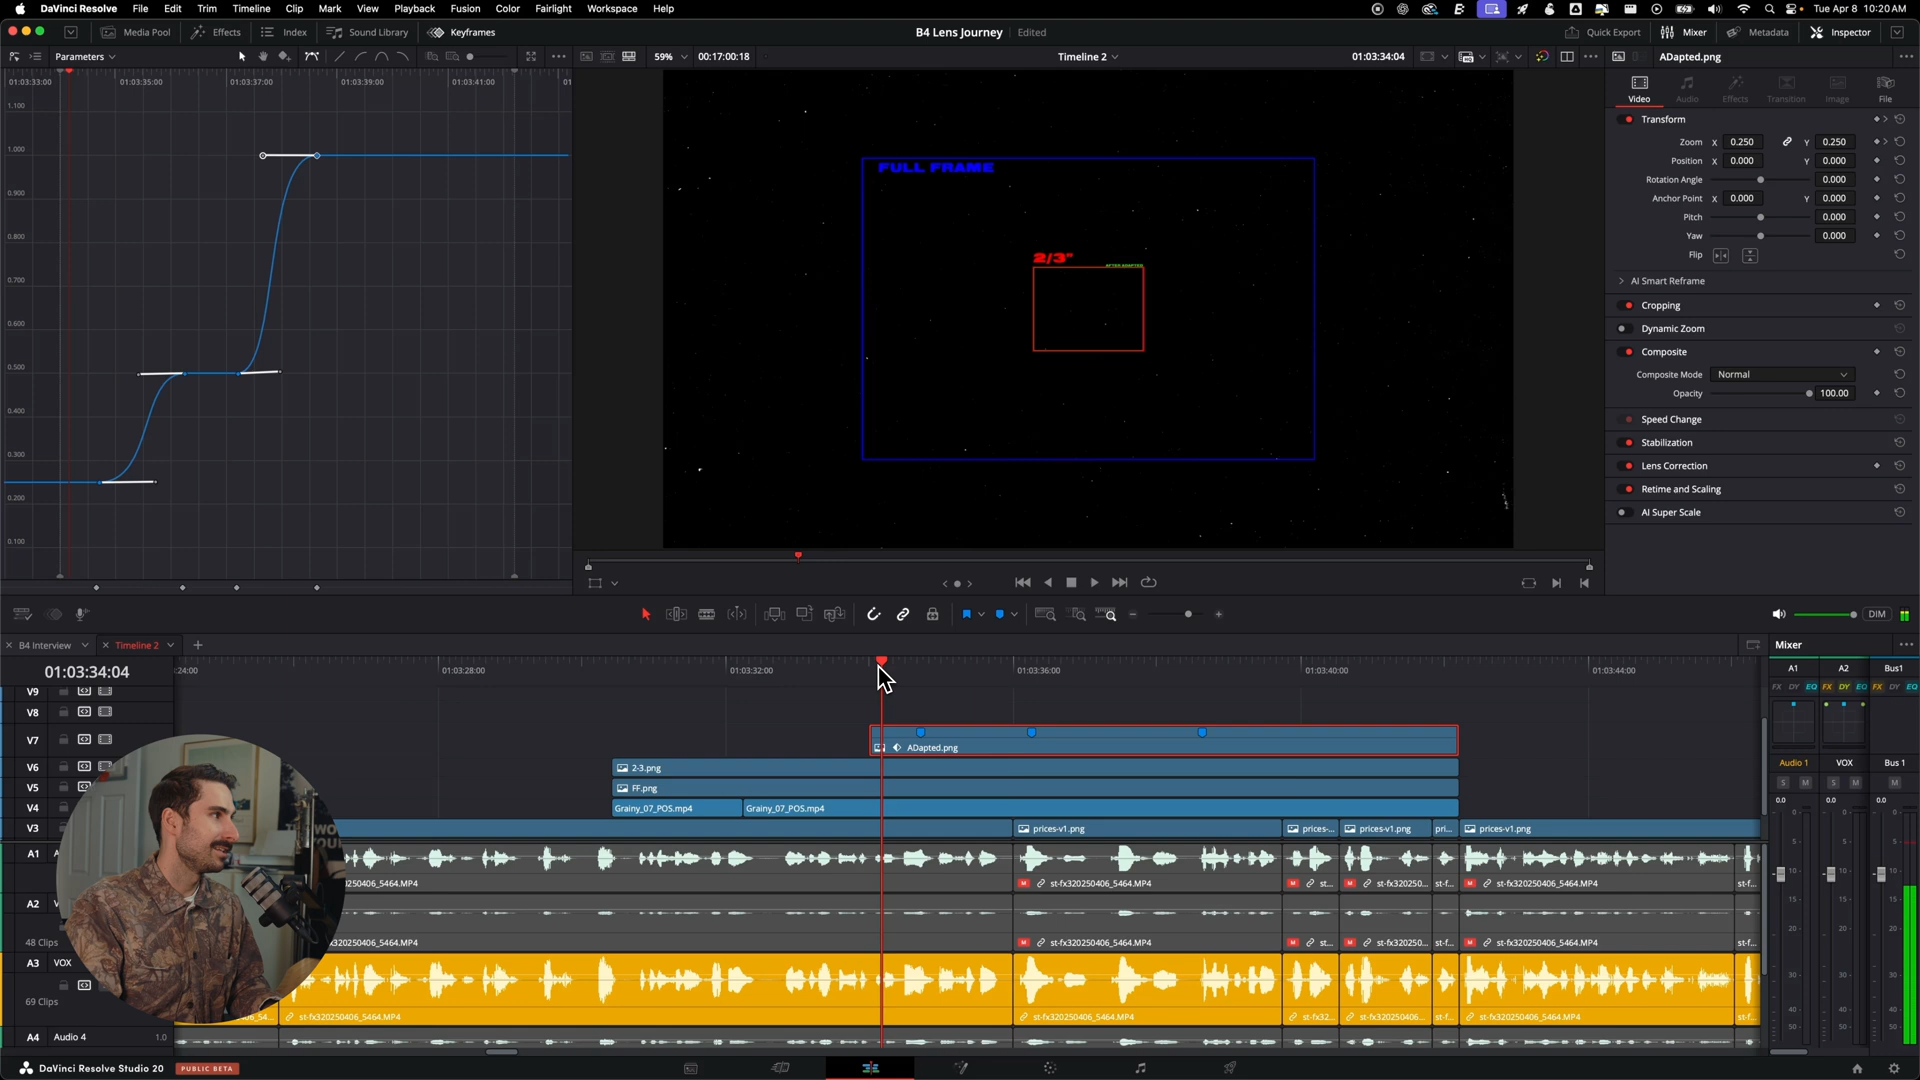 DaVinci Resolve File Edit Trim Timeline Clip Mark View Playback Fusion Color Fairlight Workspace Help
Tue Apr 8 10:20 AM
Media Pool Effects Index Sound Library Keyframes
B4 Lens Journey Edited
Quick Export Mixer Metadata Inspector
Parameters
59% 00:17:00:18 Timeline 2 01:03:34:04
ADapted.png
01:03:33:00 01:03:35:00 01:03:37:00 01:03:39:00 01:03:41:00
1.100
1.000
0.900
0.800
0.700
0.600
0.500
0.400
0.300
0.200
0.100
FULL FRAME
2/3"
AFTER ADAPTER
Video Audio Effects Transition Image File
Transform
Zoom X 0.250 Y 0.250
Position X 0.000 Y 0.000
Rotation Angle 0.000
Anchor Point X 0.000 Y 0.000
Pitch 0.000
Yaw 0.000
Flip
AI Smart Reframe
Cropping
Dynamic Zoom
Composite
Composite Mode Normal
Opacity 100.00
Speed Change
Stabilization
Lens Correction
Retime and Scaling
AI Super Scale
DIM
B4 Interview Timeline 2
Mixer
01:03:34:04
:24:00 01:03:28:00 01:03:32:00 01:03:36:00 01:03:40:00 01:03:44:00
A1 A2 Bus1
FX DY EQ FX DY EQ FX DY EQ
V9
V8
V7 ADapted.png
V6 2-3.png
V5 FF.png
V4 Grainy_07_POS.mp4 Grainy_07_POS.mp4
V3 prices-v1.png prices-... prices-v1.png pri... prices-v1.png
Audio 1 VOX Bus 1
S M S M M
0.0 0.0 0.0
A1
320250406_5464.MP4 M st-fx320250406_5464.MP4 M st... M st-fx320250... st-f... M st-fx320250406_5464.MP4 st-f...
A2
48 Clips 320250406_5464.MP4 M st-fx320250406_5464.MP4 M st... M st-fx320250... st-f... M st-fx320250406_5464.MP4 st-f...
A3 VOX
69 Clips
st-fx320250406_5464.MP4 st-fx320250406_5464.MP4 st-fx32... st-fx320250406... st-f... st-fx320250406_5464.MP4
A4 Audio 4 1.0
DaVinci Resolve Studio 20 PUBLIC BETA